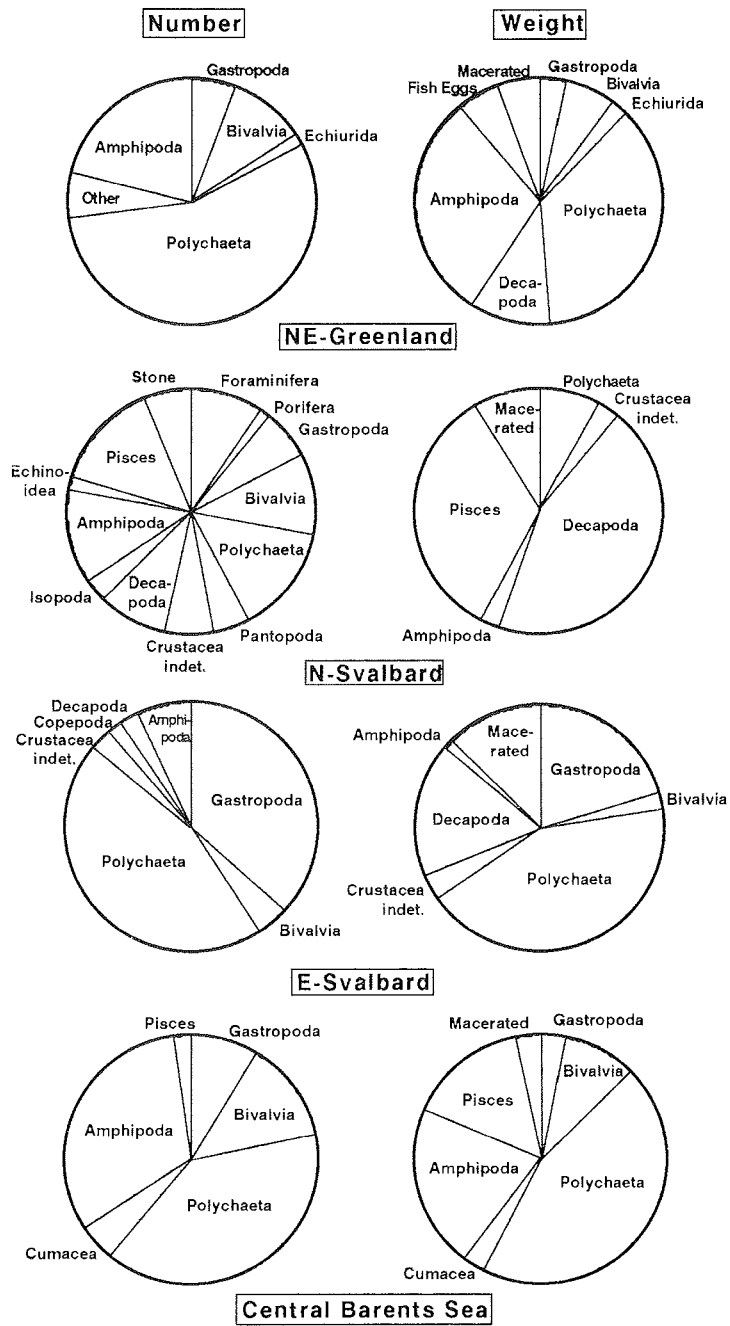 Number
Weight
Gastropoda
Bivalvia
Echiurida
Amphipoda
Other
Polychaeta
Macerated
Gastropoda
Fish Eggs
Bivalvia
Echiurida
Amphipoda
Polychaeta
Deca-
poda
NE-Greenland
Stone
Foraminifera
Porifera
Gastropoda
Pisces
Echino-
idea
Bivalvia
Amphipoda
Polychaeta
Isopoda
Deca-
poda
Pantopoda
Crustacea
indet.
Polychaeta
Crustacea
indet.
Mace-
rated
Pisces
Decapoda
Amphipoda
N-Svalbard
Decapoda
Copepoda
Crustacea
indet.
Amphi-
poda
Gastropoda
Polychaeta
Bivalvia
Amphipoda
Mace-
rated
Gastropoda
Bivalvia
Decapoda
Polychaeta
Crustacea
indet.
E-Svalbard
Pisces
Gastropoda
Bivalvia
Amphipoda
Polychaeta
Cumacea
Macerated
Gastropoda
Bivalvia
Pisces
Amphipoda
Polychaeta
Cumacea
Central Barents Sea